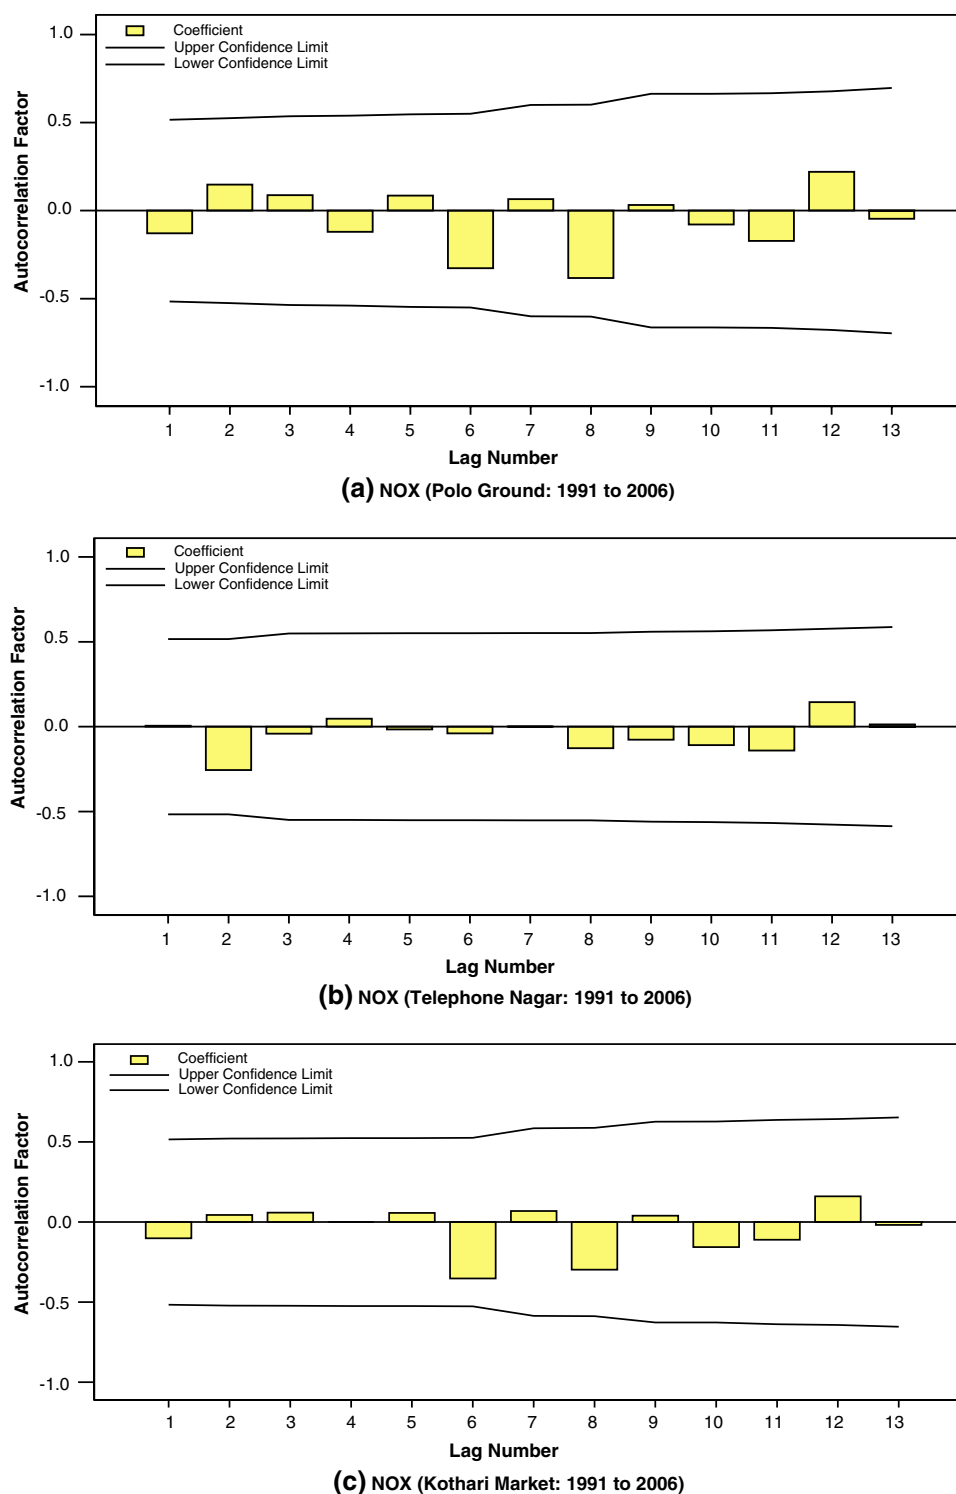 1.0
Coefficient
Upper Confidence Limit
Lower Confidence Limit
0.5
0.0
-0.5
-1.0
Autocorrelation Factor
1 2 3 4 5 6 7 8 9 10 11 12 13
Lag Number
(a) NOX (Polo Ground: 1991 to 2006)
1.0
Coefficient
Upper Confidence Limit
Lower Confidence Limit
0.5
0.0
-0.5
-1.0
Autocorrelation Factor
1 2 3 4 5 6 7 8 9 10 11 12 13
Lag Number
(b) NOX (Telephone Nagar: 1991 to 2006)
1.0
Coefficient
Upper Confidence Limit
Lower Confidence Limit
0.5
0.0
-0.5
-1.0
Autocorrelation Factor
1 2 3 4 5 6 7 8 9 10 11 12 13
Lag Number
(c) NOX (Kothari Market: 1991 to 2006)